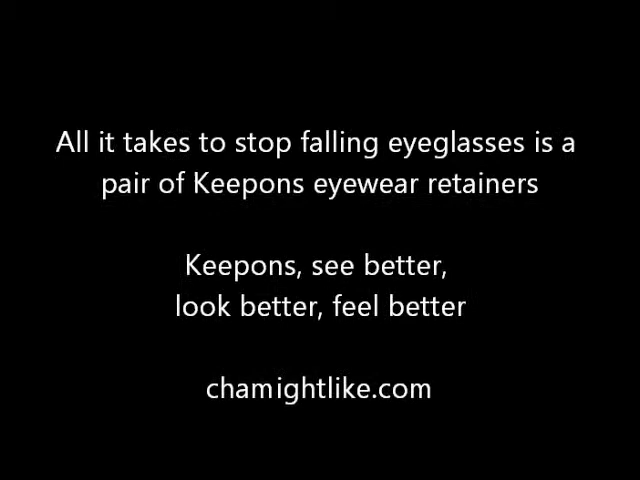 All it takes to stop falling eyeglasses is a
pair of Keepons eyewear retainers
Keepons, see better,
look better, feel better
chamightlike.com